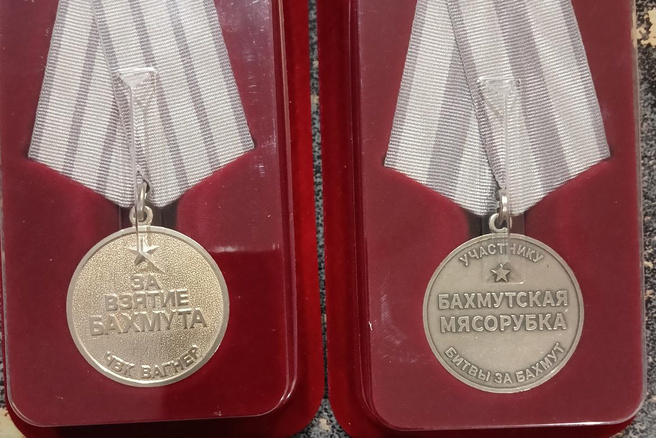 ЗА
ВЗЯТИЕ
БАХМУТА
ЧВК ВАГНЕР
УЧАСТНИКУ
БАХМУТСКАЯ
МЯСОРУБКА
БИТВЫ ЗА БАХМУТ